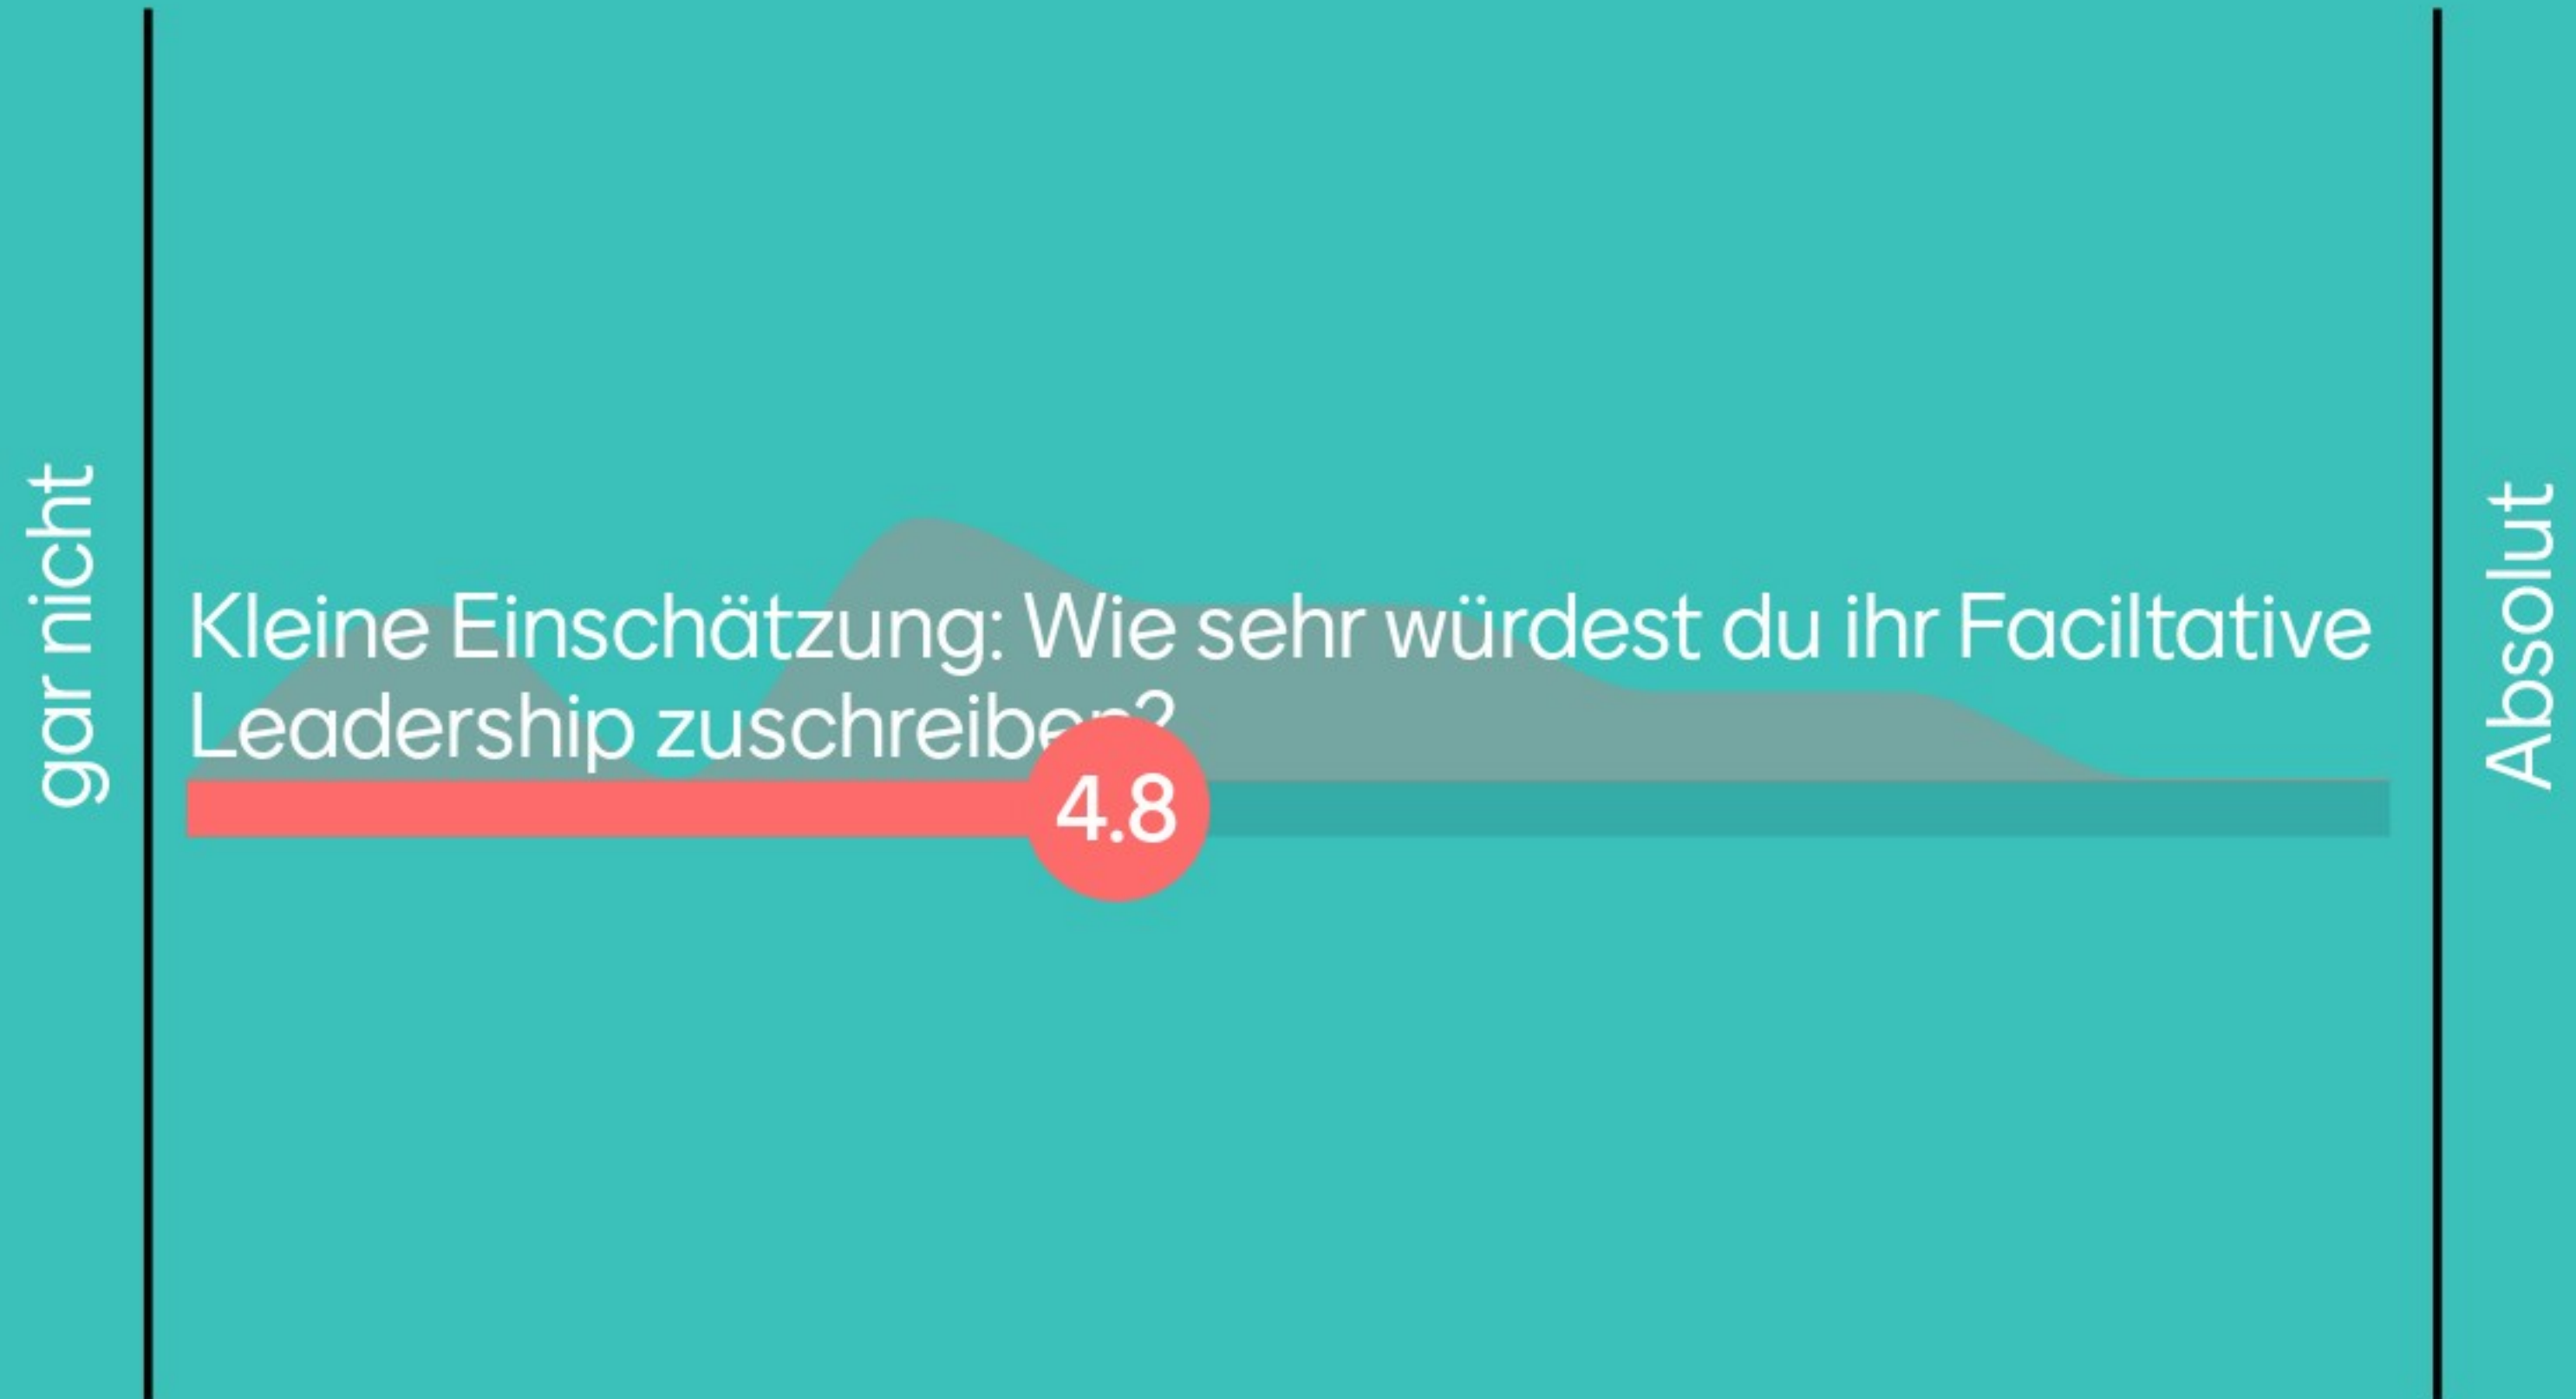 gar nicht
Kleine Einschätzung: Wie sehr würdest du ihr Faciltative
Leadership zuschreiben?
4.8
Absolut